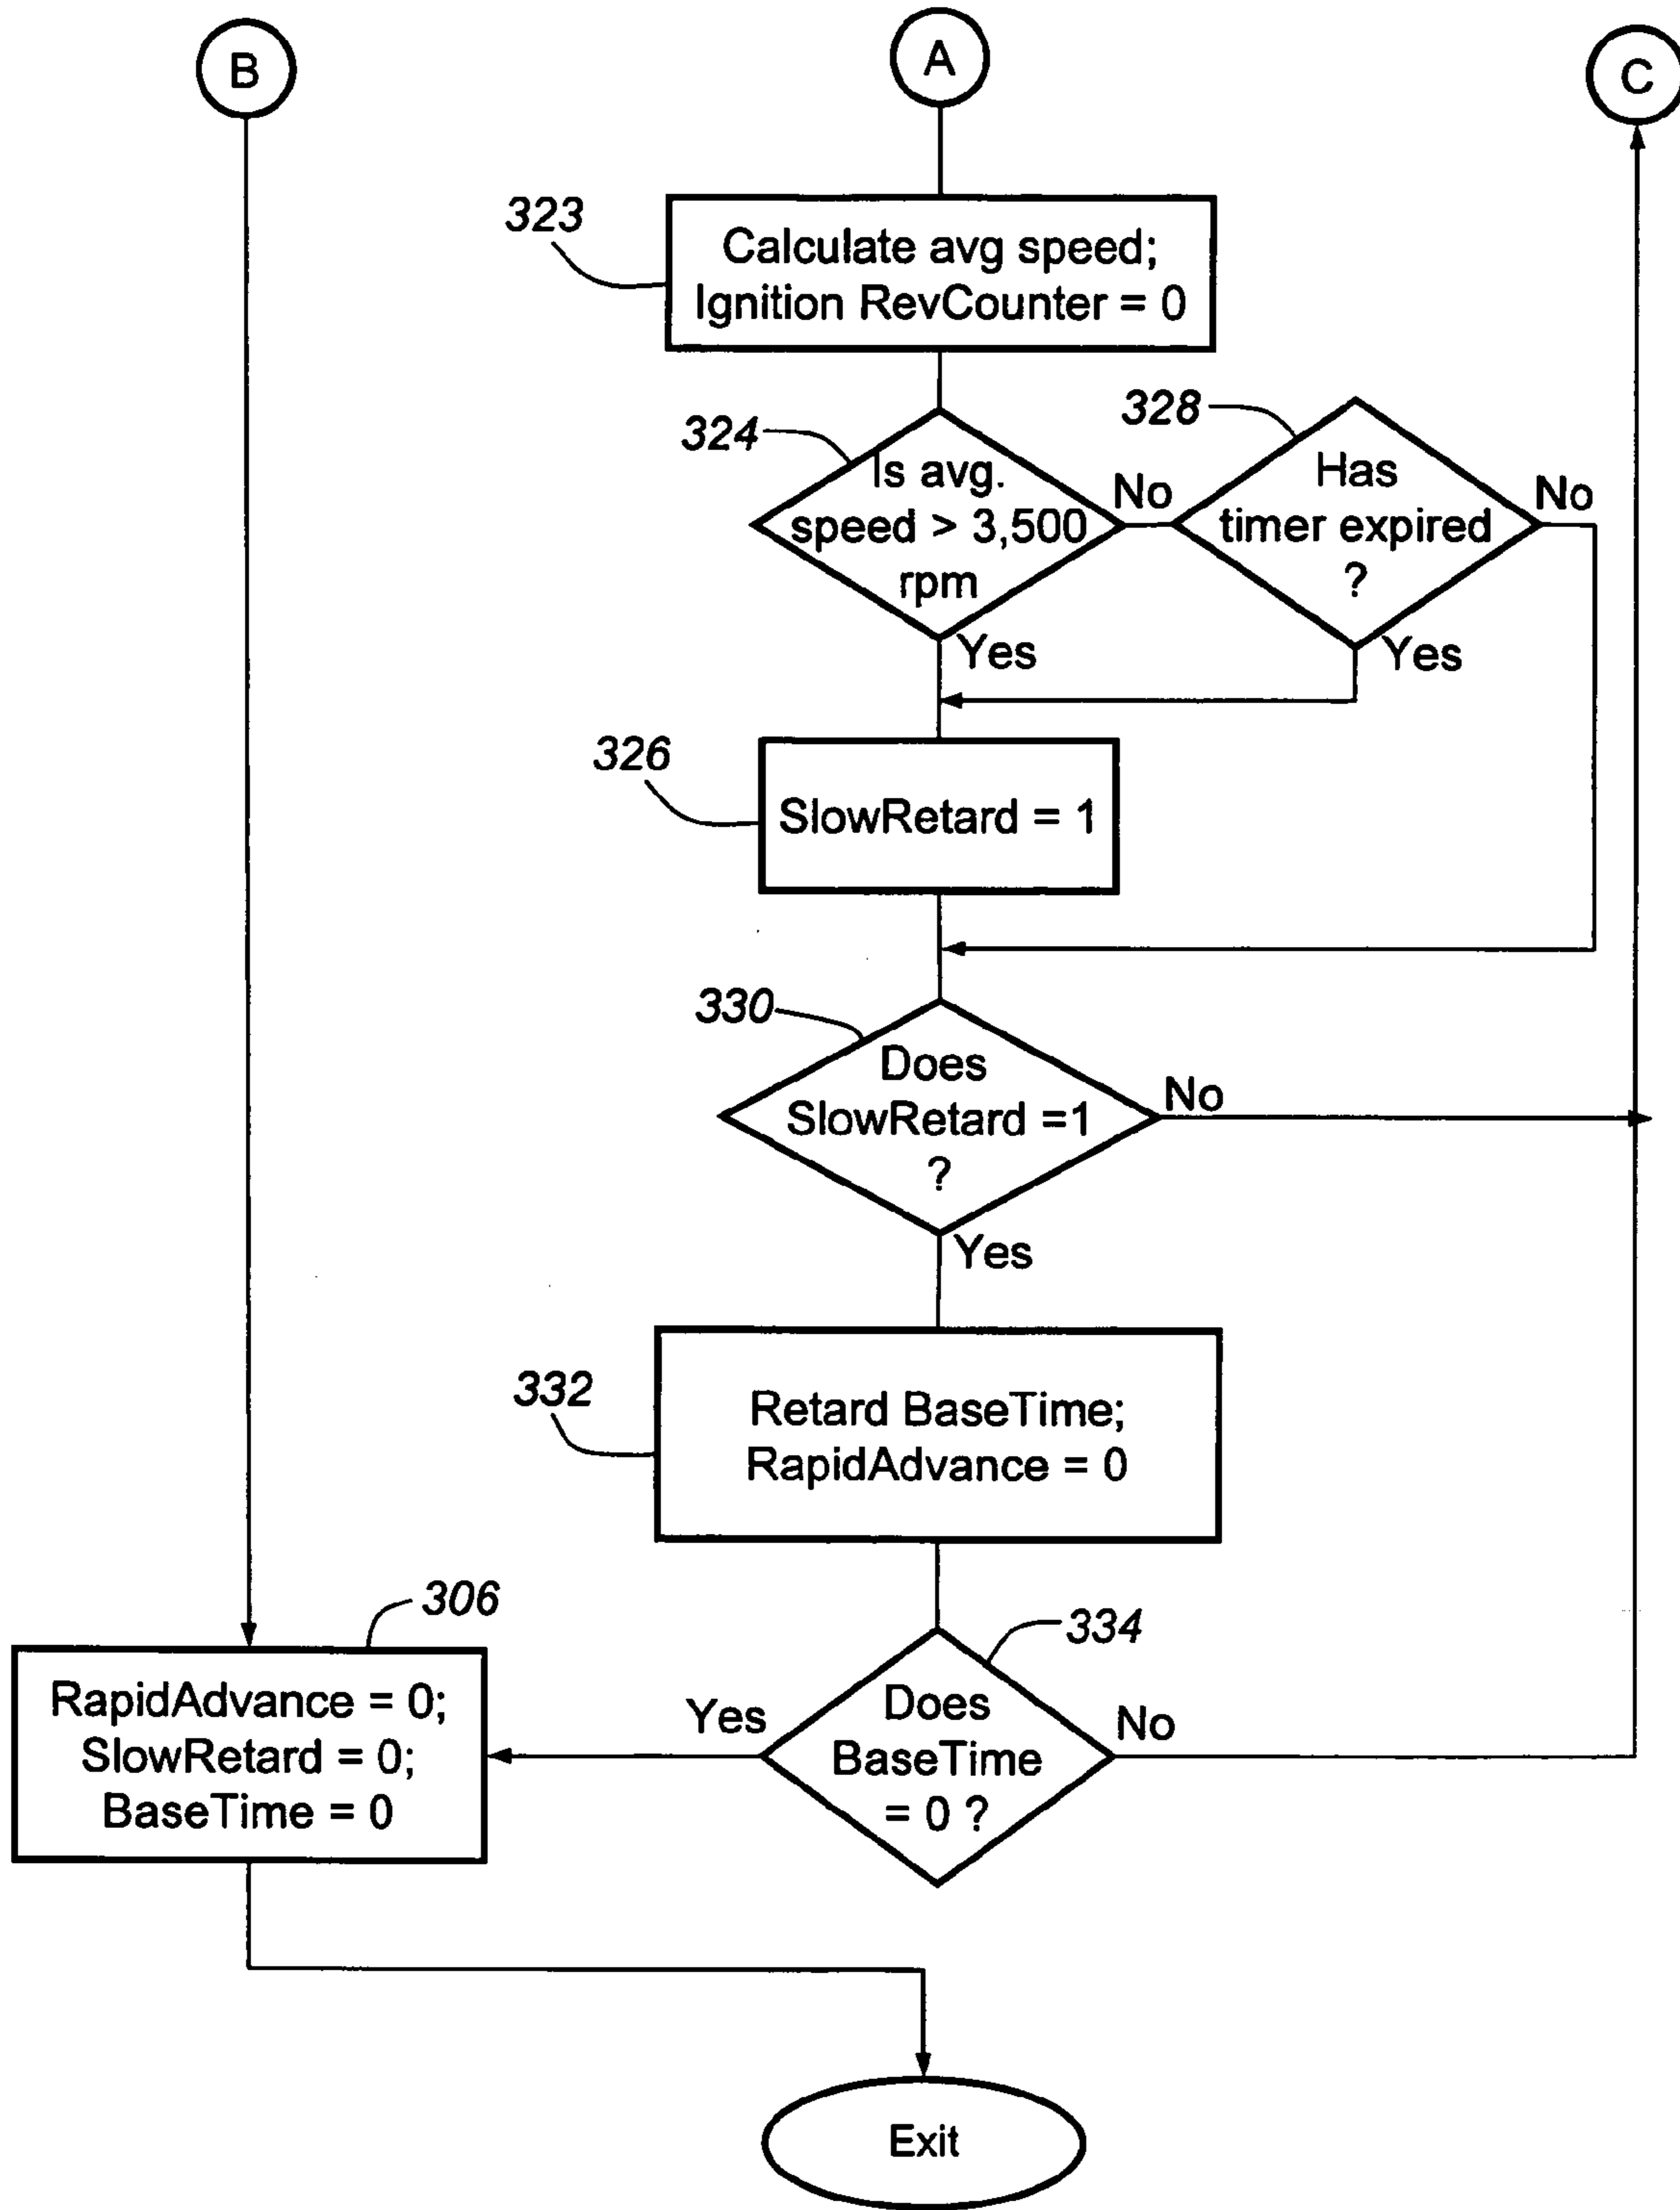 B
A
C
323
Calculate avg speed;
Ignition RevCounter = 0
324
Is avg.
speed > 3,500
rpm
No
Yes
328
Has
timer expired
?
No
Yes
326
SlowRetard = 1
330
Does
SlowRetard =1
?
No
Yes
332
Retard BaseTime;
RapidAdvance = 0
306
RapidAdvance = 0;
SlowRetard = 0;
BaseTime = 0
334
Does
BaseTime
= 0 ?
Yes
No
Exit